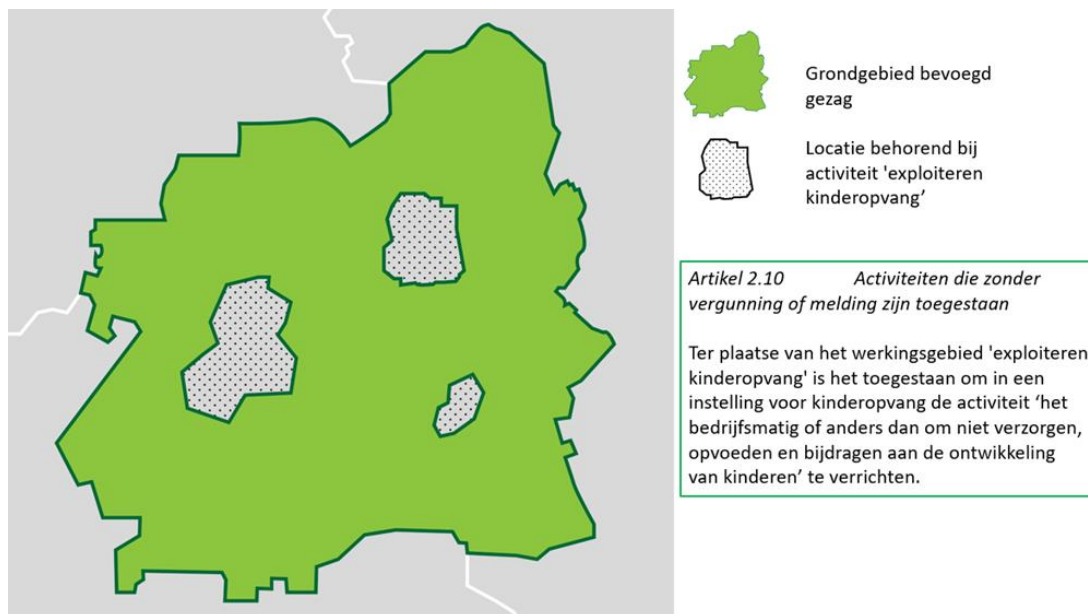 Grondgebied bevoegd
gezag
Locatie behorend bij
activiteit 'exploiteren
kinderopvang’
Artikel 2.10 Activiteiten die zonder
vergunning of melding zijn toegestaan
Ter plaatse van het werkingsgebied 'exploiteren
kinderopvang' is het toegestaan om in een
instelling voor kinderopvang de activiteit ‘het
bedrijfsmatig of anders dan om niet verzorgen,
opvoeden en bijdragen aan de ontwikkeling
van kinderen’ te verrichten.